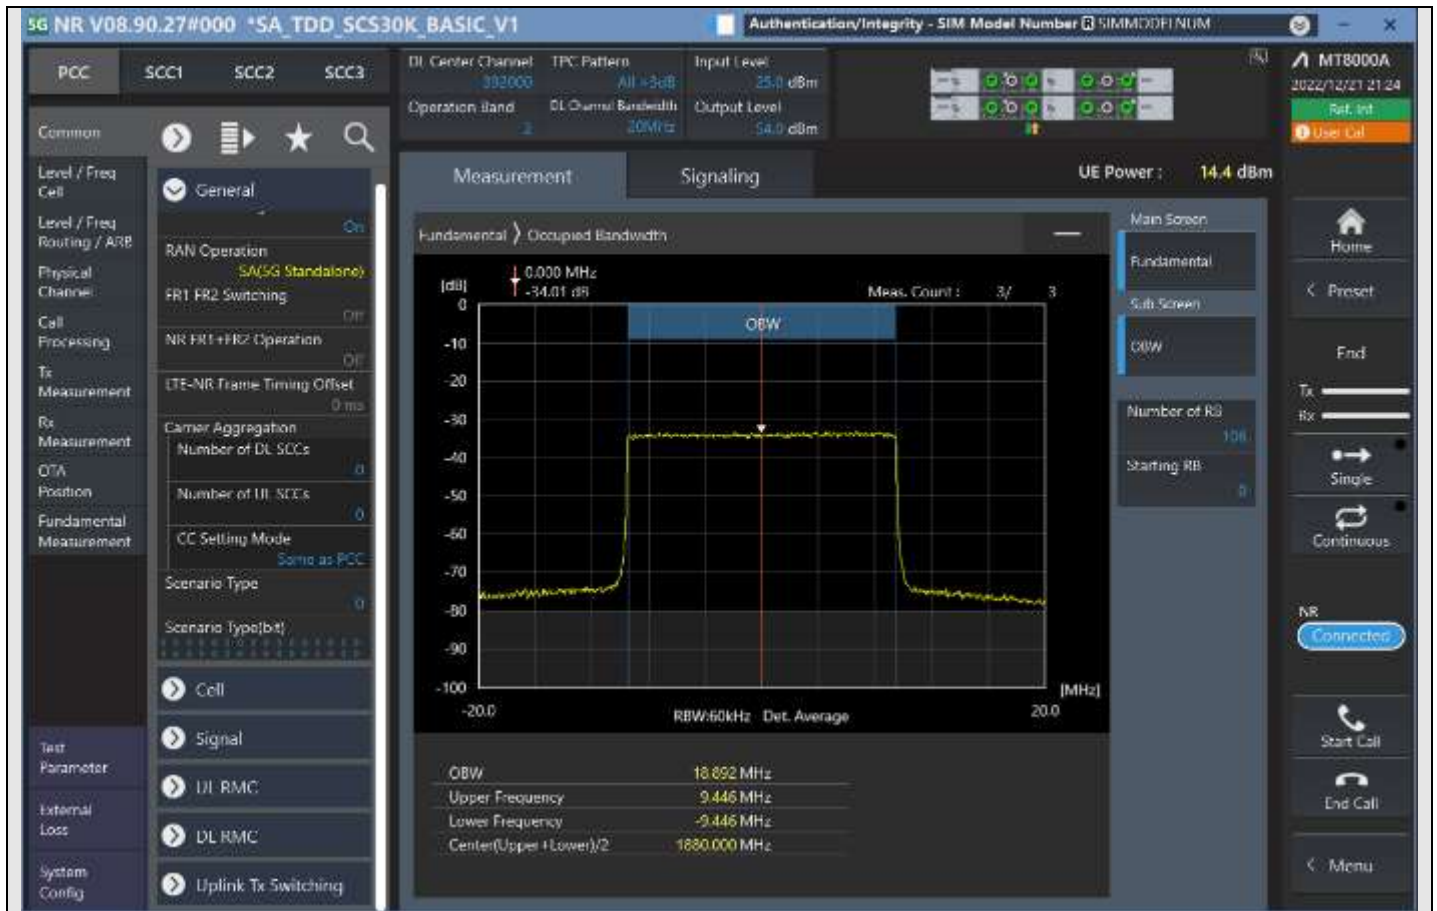 5G NR V08.90.27#000 *SA_TDD_SCS30K_BASIC_V1
Authentication/Integrity - SIM Model Number
SIMMODELNUM
PCC SCC1 SCC2 SCC3
DL Center Channel
392000
TPC Pattern
All +3dB
Input Level
25.0 dBm
Operation Band
2
DL Channel Bandwidth
20MHz
Output Level
-54.0 dBm
MT8000A
2022/12/21 21:24
Ref. Int
User Cal
Common
Level / Freq
Cell
Level / Freq
Routing / ARB
Physical
Channel
Call
Processing
Tx
Measurement
Rx
Measurement
OTA
Position
Fundamental
Measurement
Test
Parameter
External
Loss
System
Config
General
On
RAN Operation
SA(5G Standalone)
FR1 FR2 Switching
Off
NR FR1+FR2 Operation
Off
LTE-NR Frame Timing Offset
0 ms
Carrier Aggregation
Number of DL SCCs
0
Number of UL SCCs
0
CC Setting Mode
Same as PCC
Scenario Type
0
Scenario Type(bit)
Cell
Signal
UL RMC
DL RMC
Uplink Tx Switching
Measurement
Signaling
UE Power : 14.4 dBm
Fundamental
Occupied Bandwidth
[dB]
0.000 MHz
-34.01 dB
Meas. Count : 3/ 3
OBW
0
-10
-20
-30
-40
-50
-60
-70
-80
-90
-100
[MHz]
-20.0
RBW:60kHz Det. Average
20.0
OBW 18.892 MHz
Upper Frequency 9.446 MHz
Lower Frequency -9.446 MHz
Center(Upper+Lower)/2 1880.000 MHz
Main Screen
Fundamental
Sub Screen
OBW
Number of RB
106
Starting RB
0
Home
< Preset
End
Tx
Rx
Single
Continuous
NR
Connected
Start Call
End Call
< Menu